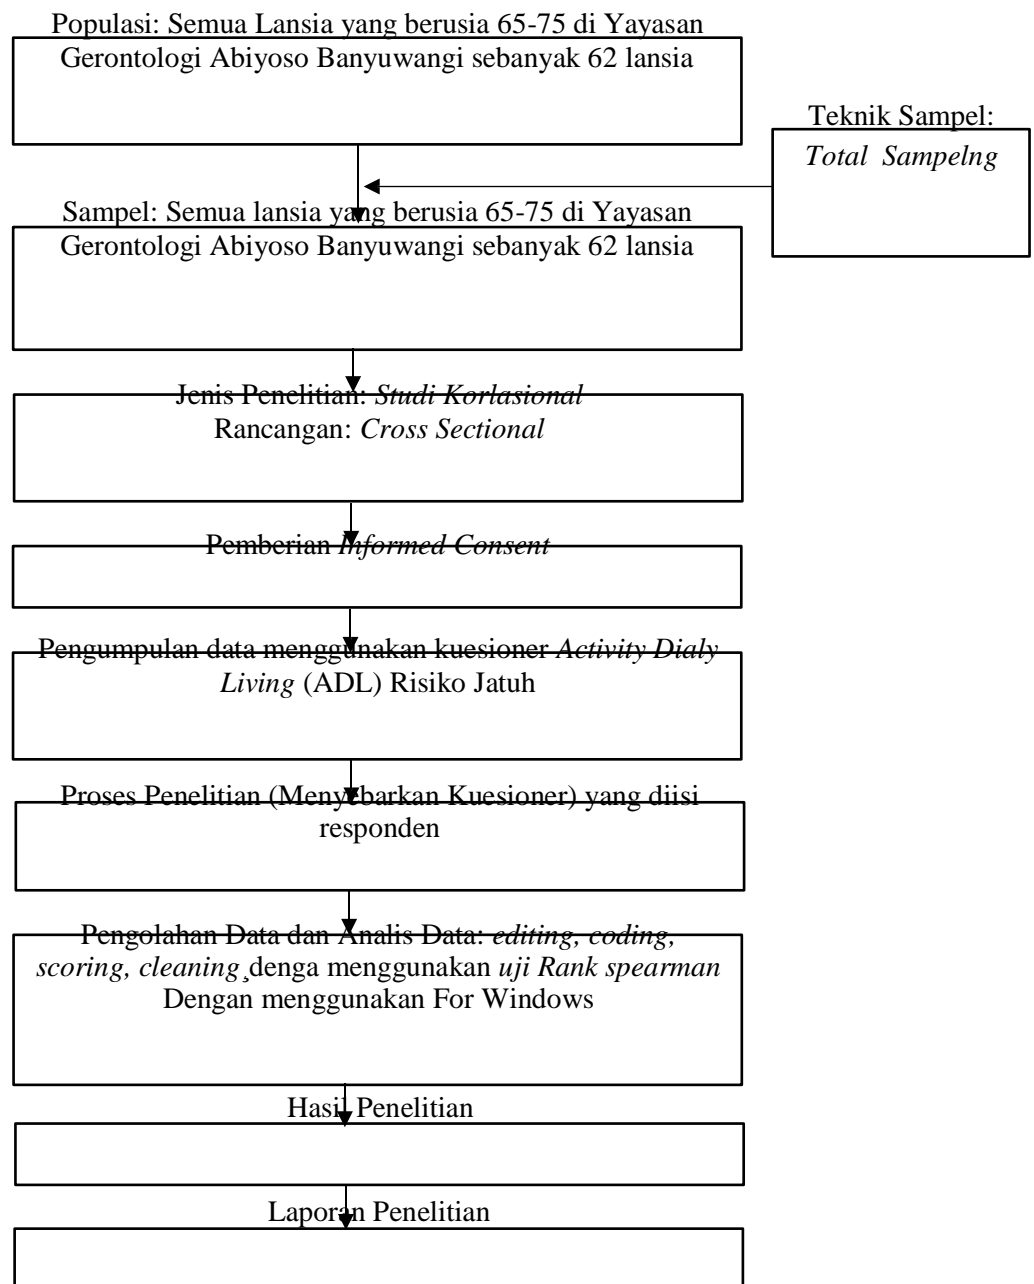 Populasi: Semua Lansia yang berusia 65-75 di Yayasan
Gerontologi Abiyoso Banyuwangi sebanyak 62 lansia
Teknik Sampel:
Total Sampelng
Sampel: Semua lansia yang berusia 65-75 di Yayasan
Gerontologi Abiyoso Banyuwangi sebanyak 62 lansia
Jenis Penelitian: Studi Korlasional
Rancangan: Cross Sectional
Pemberian Informed Consent
Pengumpulan data menggunakan kuesioner Activity Dialy
Living (ADL) Risiko Jatuh
Proses Penelitian (Menyebarkan Kuesioner) yang diisi
responden
Pengolahan Data dan Analis Data: editing, coding,
scoring, cleaning¸denga menggunakan uji Rank spearman
Dengan menggunakan For Windows
Hasil Penelitian
Laporan Penelitian